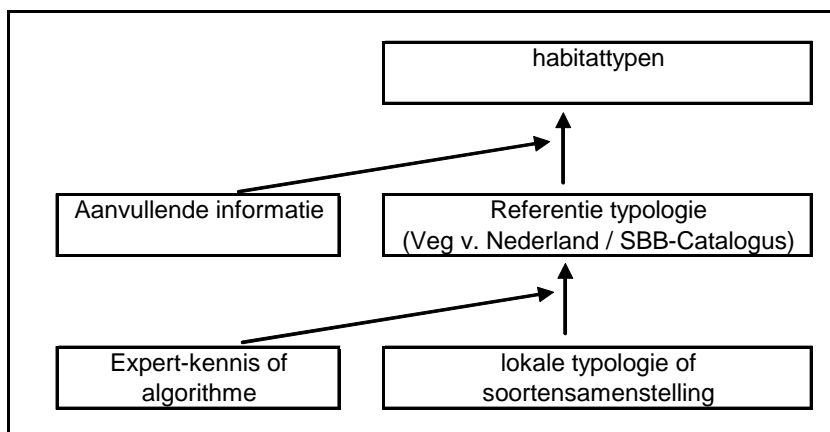 habitattypen
Aanvullende informatie
Referentie typologie
(Veg v. Nederland / SBB-Catalogus)
Expert-kennis of
algorithme
lokale typologie of
soortensamenstelling